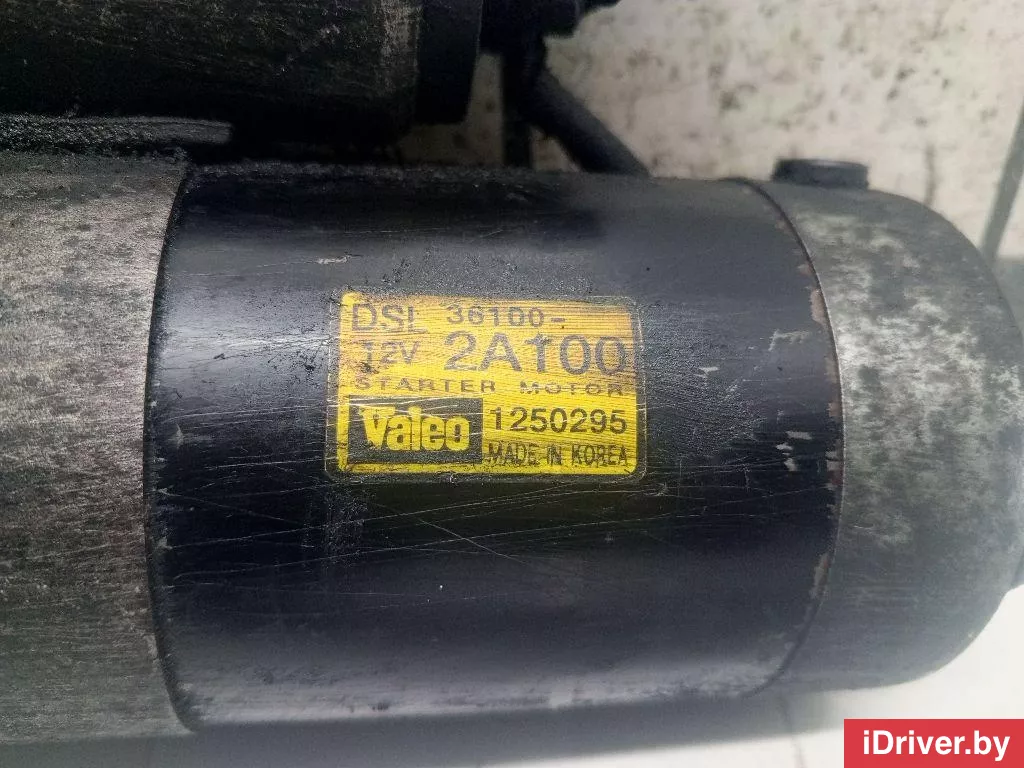 DSL 36100-
12V 2A100
STARTER MOTOR
Valeo 1250295
MADE IN KOREA
iDriver.by